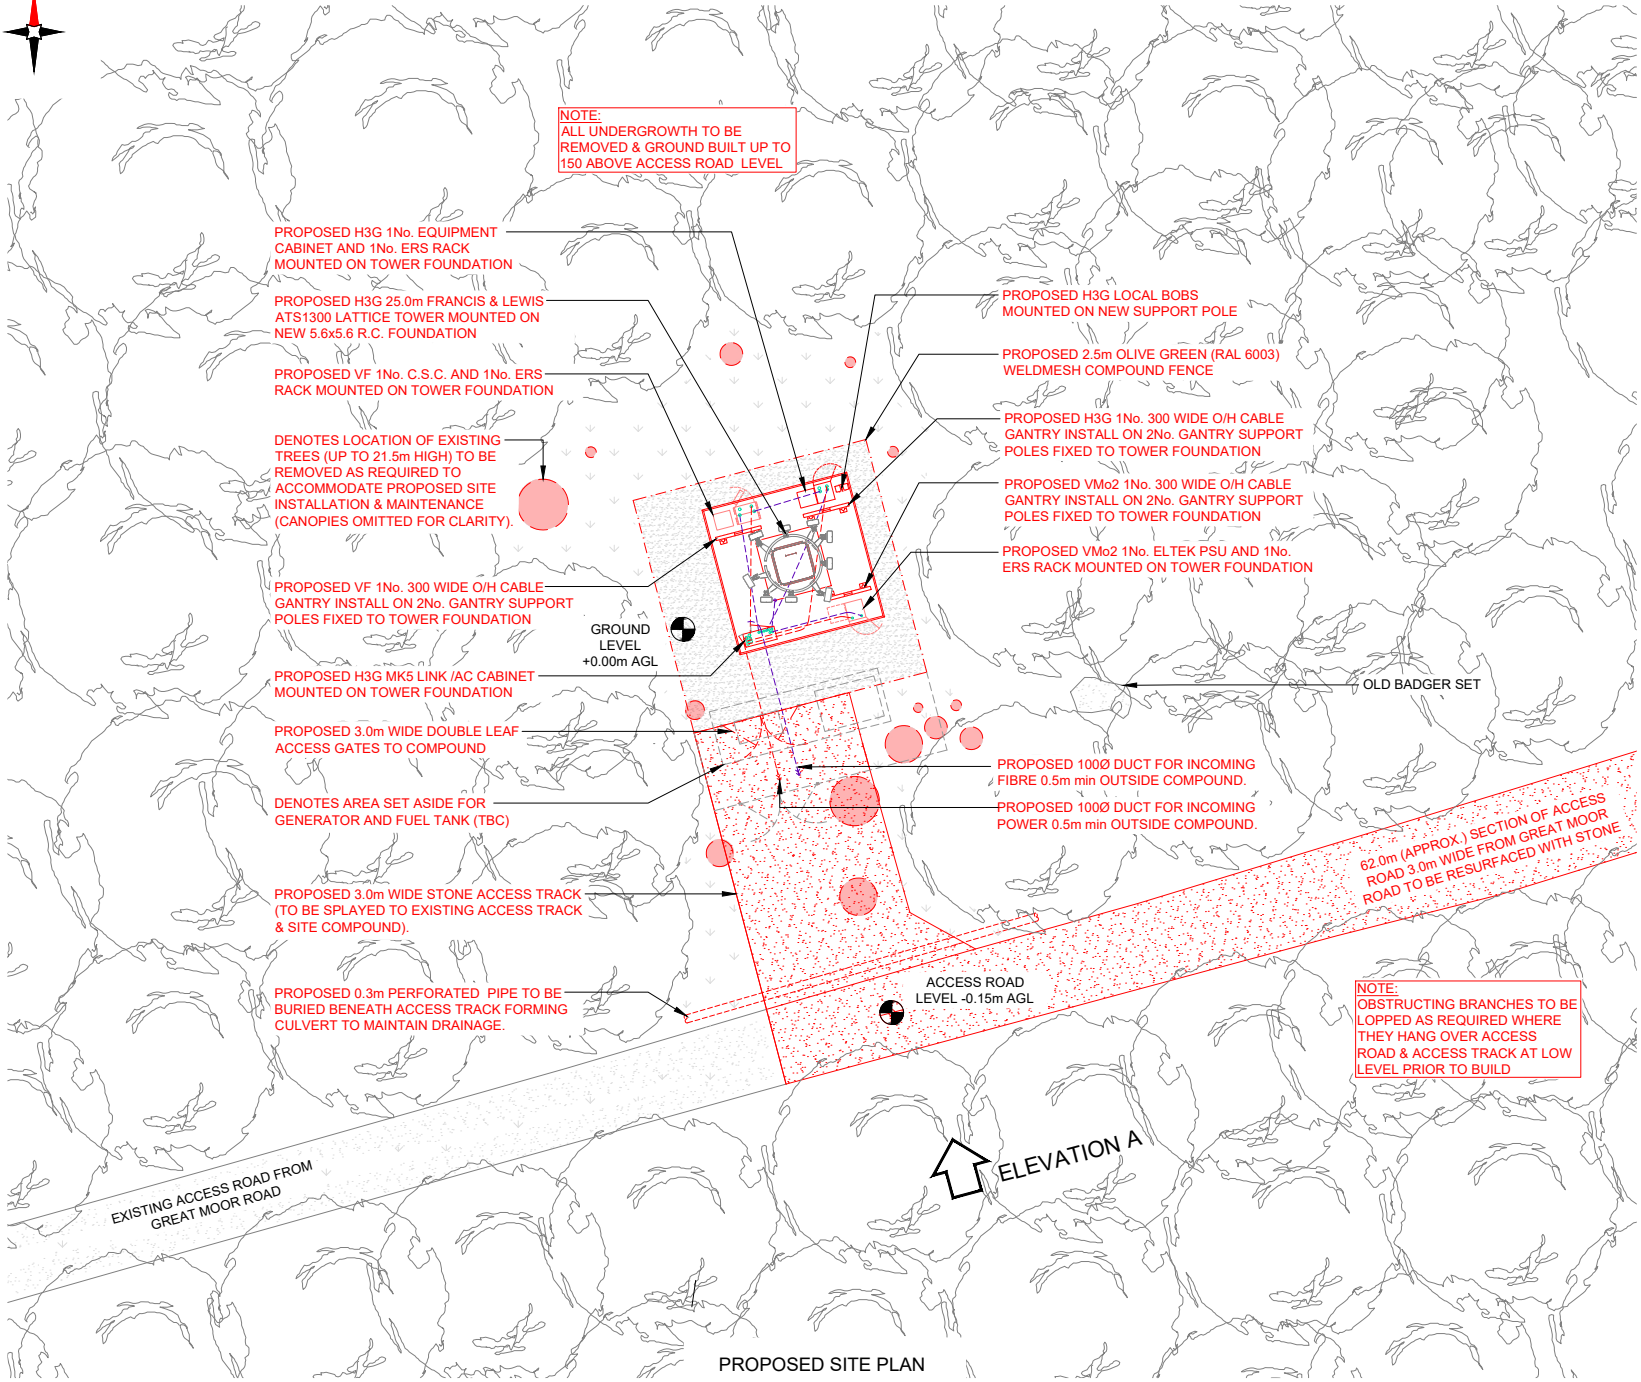 NOTE:
ALL UNDERGROWTH TO BE
REMOVED & GROUND BUILT UP TO
150 ABOVE ACCESS ROAD LEVEL
PROPOSED H3G 1No. EQUIPMENT
CABINET AND 1No. ERS RACK
MOUNTED ON TOWER FOUNDATION
PROPOSED H3G 25.0m FRANCIS & LEWIS
ATS1300 LATTICE TOWER MOUNTED ON
NEW 5.6x5.6 R.C. FOUNDATION
PROPOSED VF 1No. C.S.C. AND 1No. ERS
RACK MOUNTED ON TOWER FOUNDATION
DENOTES LOCATION OF EXISTING
TREES (UP TO 21.5m HIGH) TO BE
REMOVED AS REQUIRED TO
ACCOMMODATE PROPOSED SITE
INSTALLATION & MAINTENANCE
(CANOPIES OMITTED FOR CLARITY).
PROPOSED VF 1No. 300 WIDE O/H CABLE
GANTRY INSTALL ON 2No. GANTRY SUPPORT
POLES FIXED TO TOWER FOUNDATION
GROUND
LEVEL
+0.00m AGL
PROPOSED H3G MK5 LINK /AC CABINET
MOUNTED ON TOWER FOUNDATION
PROPOSED 3.0m WIDE DOUBLE LEAF
ACCESS GATES TO COMPOUND
DENOTES AREA SET ASIDE FOR
GENERATOR AND FUEL TANK (TBC)
PROPOSED 3.0m WIDE STONE ACCESS TRACK
(TO BE SPLAYED TO EXISTING ACCESS TRACK
& SITE COMPOUND).
PROPOSED 0.3m PERFORATED PIPE TO BE
BURIED BENEATH ACCESS TRACK FORMING
CULVERT TO MAINTAIN DRAINAGE.
PROPOSED H3G LOCAL BOBS
MOUNTED ON NEW SUPPORT POLE
PROPOSED 2.5m OLIVE GREEN (RAL 6003)
WELDMESH COMPOUND FENCE
PROPOSED H3G 1No. 300 WIDE O/H CABLE
GANTRY INSTALL ON 2No. GANTRY SUPPORT
POLES FIXED TO TOWER FOUNDATION
PROPOSED VMo2 1No. 300 WIDE O/H CABLE
GANTRY INSTALL ON 2No. GANTRY SUPPORT
POLES FIXED TO TOWER FOUNDATION
PROPOSED VMo2 1No. ELTEK PSU AND 1No.
ERS RACK MOUNTED ON TOWER FOUNDATION
OLD BADGER SET
PROPOSED 100Ø DUCT FOR INCOMING
FIBRE 0.5m min OUTSIDE COMPOUND.
PROPOSED 100Ø DUCT FOR INCOMING
POWER 0.5m min OUTSIDE COMPOUND.
62.0m (APPROX.) SECTION OF ACCESS
ROAD 3.0m WIDE FROM GREAT MOOR
ROAD TO BE RESURFACED WITH STONE
ACCESS ROAD
LEVEL -0.15m AGL
NOTE:
OBSTRUCTING BRANCHES TO BE
LOPPED AS REQUIRED WHERE
THEY HANG OVER ACCESS
ROAD & ACCESS TRACK AT LOW
LEVEL PRIOR TO BUILD
ELEVATION A
EXISTING ACCESS ROAD FROM
GREAT MOOR ROAD
PROPOSED SITE PLAN